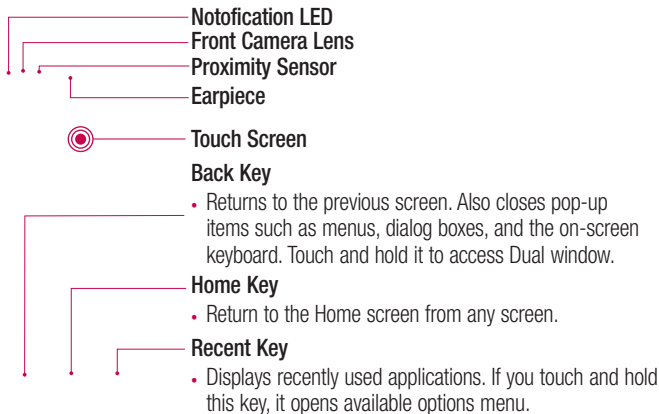 Notofication LED
Front Camera Lens
Proximity Sensor
Earpiece
Touch Screen
Back Key
• Returns to the previous screen. Also closes pop-up
items such as menus, dialog boxes, and the on-screen
keyboard. Touch and hold it to access Dual window.
Home Key
• Return to the Home screen from any screen.
Recent Key
• Displays recently used applications. If you touch and hold
this key, it opens available options menu.